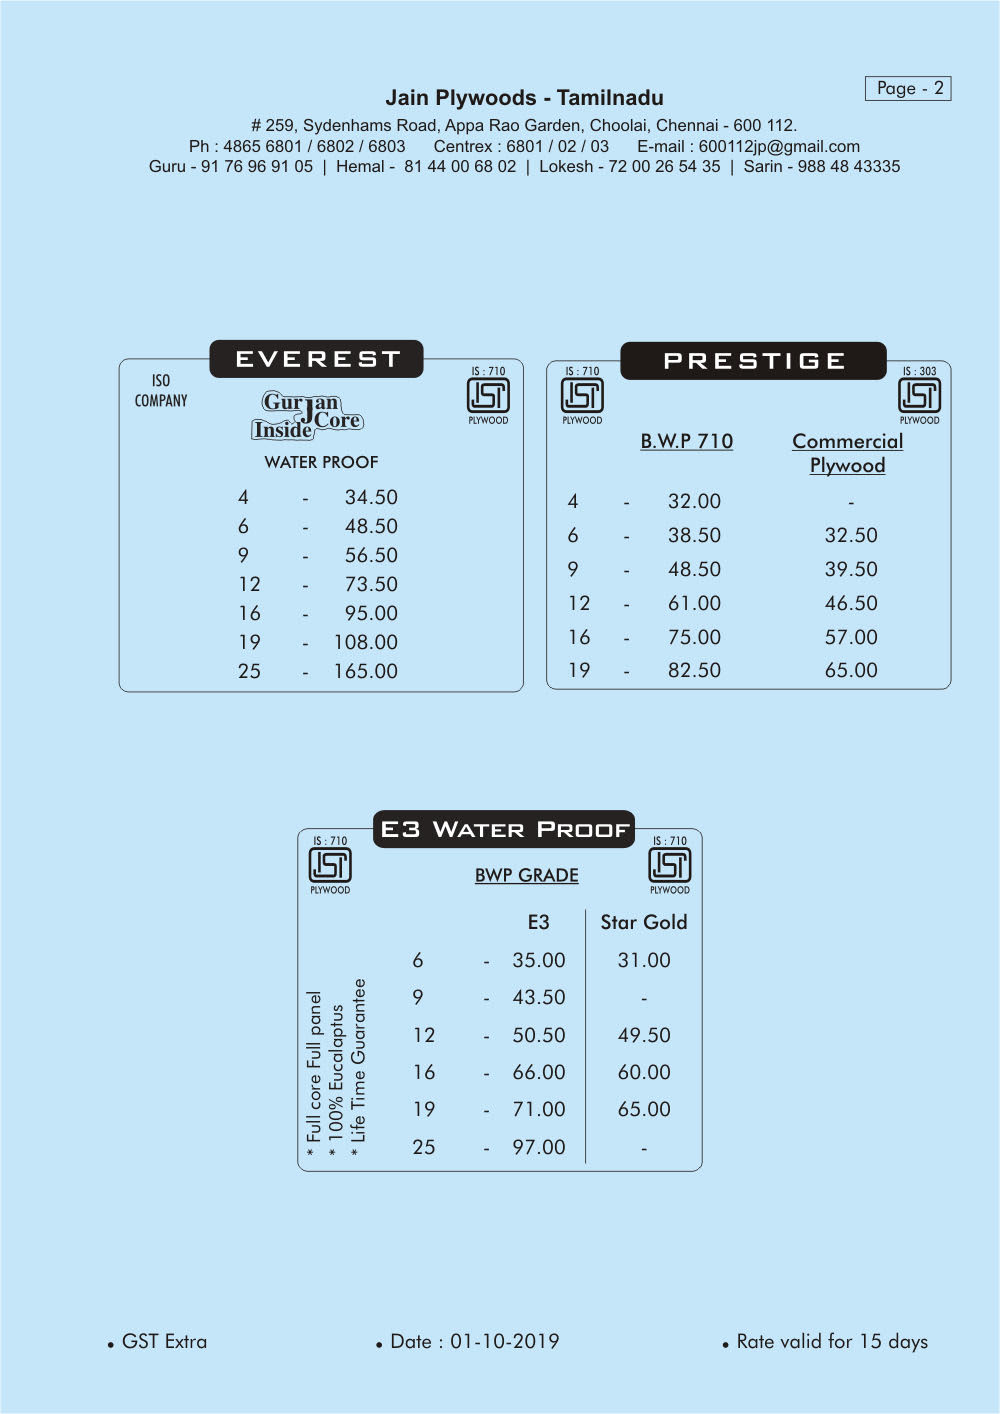 Page - 2
Jain Plywoods - Tamilnadu
# 259, Sydenhams Road, Appa Rao Garden, Choolai, Chennai - 600 112.
Ph : 4865 6801 / 6802 / 6803 Centrex : 6801 / 02 / 03 E-mail : 600112jp@gmail.com
Guru - 91 76 96 91 05 | Hemal - 81 44 00 68 02 | Lokesh - 72 00 26 54 35 | Sarin - 988 48 43335
EVEREST
ISO
COMPANY
IS : 710
ISI
PLYWOOD
Gurjan
Inside Core
WATER PROOF
4 - 34.50
6 - 48.50
9 - 56.50
12 - 73.50
16 - 95.00
19 - 108.00
25 - 165.00
PRESTIGE
IS : 710
ISI
PLYWOOD
IS : 303
ISI
PLYWOOD
B.W.P 710 Commercial
Plywood
4 - 32.00 -
6 - 38.50 32.50
9 - 48.50 39.50
12 - 61.00 46.50
16 - 75.00 57.00
19 - 82.50 65.00
E3 WATER PROOF
IS : 710
ISI
PLYWOOD
IS : 710
ISI
PLYWOOD
BWP GRADE
E3 Star Gold
6 - 35.00 31.00
9 - 43.50 -
12 - 50.50 49.50
16 - 66.00 60.00
19 - 71.00 65.00
25 - 97.00 -
* Full core Full panel
* 100% Eucalaptus
* Life Time Guarantee
• GST Extra • Date : 01-10-2019 • Rate valid for 15 days